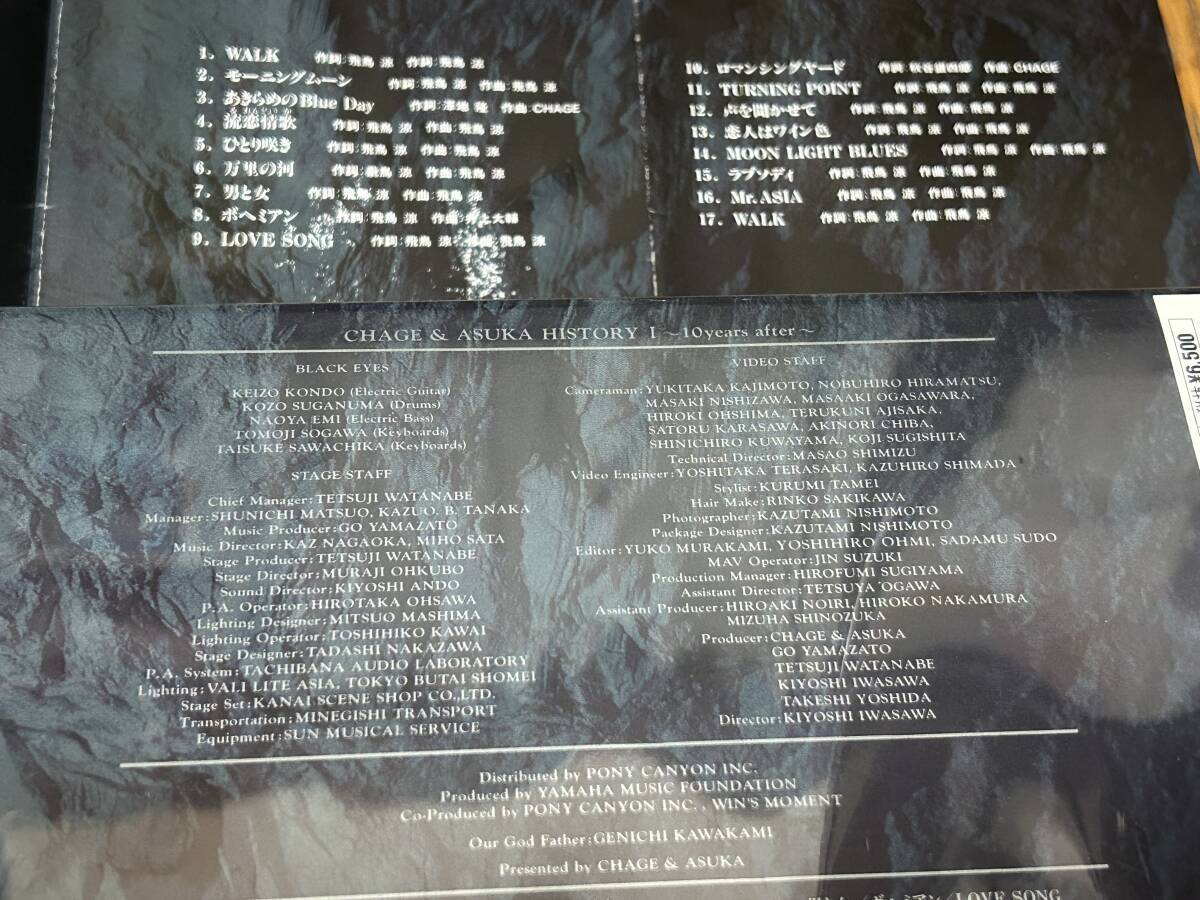 1. WALK 作詞:飛鳥 涼 作詞:飛鳥 涼
2. モーニングムーン 作詞:飛鳥 涼 作曲:飛鳥 涼
3. あきらめのBlue Day 作詞:澤地 隆 作曲:CHAGE
4. 流恋情歌 作詞:飛鳥 涼 作曲:飛鳥 涼
5. ひとり咲き 作詞:飛鳥 涼 作曲:飛鳥 涼
6. 万里の河 作詞:飛鳥 涼 作曲:飛鳥 涼
7. 男と女 作詞:飛鳥 涼 作曲:飛鳥 涼
8. ボヘミアン 作詞:飛鳥 涼 作曲:井上大輔
9. LOVE SONG 作詞:飛鳥 涼 作曲:飛鳥 涼
10. ロマンシングヤード 作詞: 作曲:CHAGE
11. TURNING POINT 作詞:飛鳥 涼 作曲:飛鳥 涼
12. 声を聞かせて 作詞:飛鳥 涼 作曲:飛鳥 涼
13. 恋人はワイン色 作詞:飛鳥 涼 作曲:飛鳥 涼
14. MOON LIGHT BLUES 作詞:飛鳥 涼 作曲:飛鳥 涼
15. ラプソディ 作詞:飛鳥 涼 作曲:飛鳥 涼
16. Mr. ASIA 作詞:飛鳥 涼 作曲:飛鳥 涼
17. WALK 作詞:飛鳥 涼 作曲:飛鳥 涼
CHAGE & ASUKA HISTORY I ~10years after~
BLACK EYES
KEIZO KONDO (Electric Guitar)
KOZO SUGANUMA (Drums)
NAOYA EMI (Electric Bass)
TOMOJI SOGAWA (Keyboards)
TAISUKE SAWACHIKA (Keyboards)
STAGE STAFF
Chief Manager:TETSUJI WATANABE
Manager:SHUNICHI MATSUO, KAZUO. B. TANAKA
Music Producer:GO YAMAZATO
Music Director:KAZ NAGAOKA, MIHO SATA
Stage Producer:TETSUJI WATANABE
Stage Director:MURAJI OHKUBO
Sound Director:KIYOSHI ANDO
P.A. Operator:HIROTAKA OHSAWA
Lighting Designer:MITSUO MASHIMA
Lighting Operator:TOSHIHIKO KAWAI
Stage Designer:TADASHI NAKAZAWA
P.A. System:TACHIBANA AUDIO LABORATORY
Lighting:VALI LITE ASIA, TOKYO BUTAI SHOMEI
Stage Set:KANAI SCENE SHOP CO.,LTD.
Transportation:MINEGISHI TRANSPORT
Equipment:SUN MUSICAL SERVICE
VIDEO STAFF
Cameraman:YUKITAKA KAJIMOTO, NOBUHIRO HIRAMATSU,
MASAKI NISHIZAWA, MASAAKI OGASAWARA,
HIROKI OHSHIMA, TERUKUNI AJISAKA,
SATORU KARASAWA, AKINORI CHIBA,
SHINICHIRO KUWAYAMA, KOJI SUGISHITA
Technical Director:MASAO SHIMIZU
Video Engineer:YOSHITAKA TERASAKI, KAZUHIRO SHIMADA
Stylist:KURUMI TAMEI
Hair Make:RINKO SAKIKAWA
Photographer:KAZUTAMI NISHIMOTO
Package Designer:KAZUTAMI NISHIMOTO
Editor:YUKO MURAKAMI, YOSHIHIRO OHMI, SADAMU SUDO
MAV Operator:JIN SUZUKI
Production Manager:HIROFUMI SUGIYAMA
Assistant Director:TETSUYA OGAWA
Assistant Producer:HIROAKI NOIRI, HIROKO NAKAMURA
MIZUHA SHINOZUKA
Producer:CHAGE & ASUKA
GO YAMAZATO
TETSUJI WATANABE
KIYOSHI IWASAWA
TAKESHI YOSHIDA
Director:KIYOSHI IWASAWA
Distributed by PONY CANYON INC.
Produced by YAMAHA MUSIC FOUNDATION
Co-Produced by PONY CANYON INC. , WIN'S MOMENT
Our God Father:GENICHI KAWAKAMI
Presented by CHAGE & ASUKA
/LOVE SONG
¥6,500